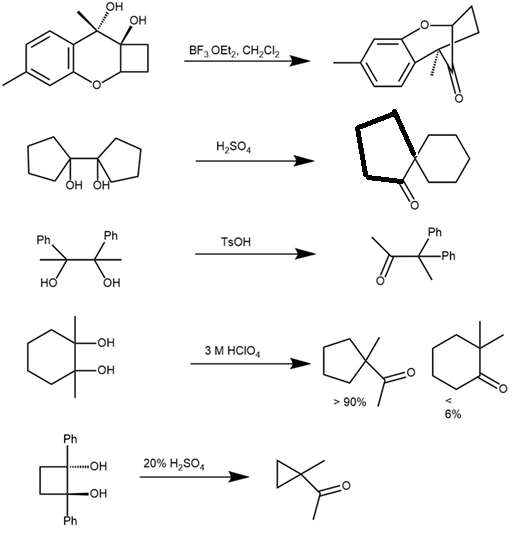 OH
OH
O
BF3. OEt2, CH2Cl2
O
O
OH
OH
H2SO4
O
Ph
Ph
HO
OH
TsOH
O
Ph
Ph
OH
OH
3 M HClO4
O
> 90%
O
<
6%
Ph
OH
OH
Ph
20% H2SO4
O